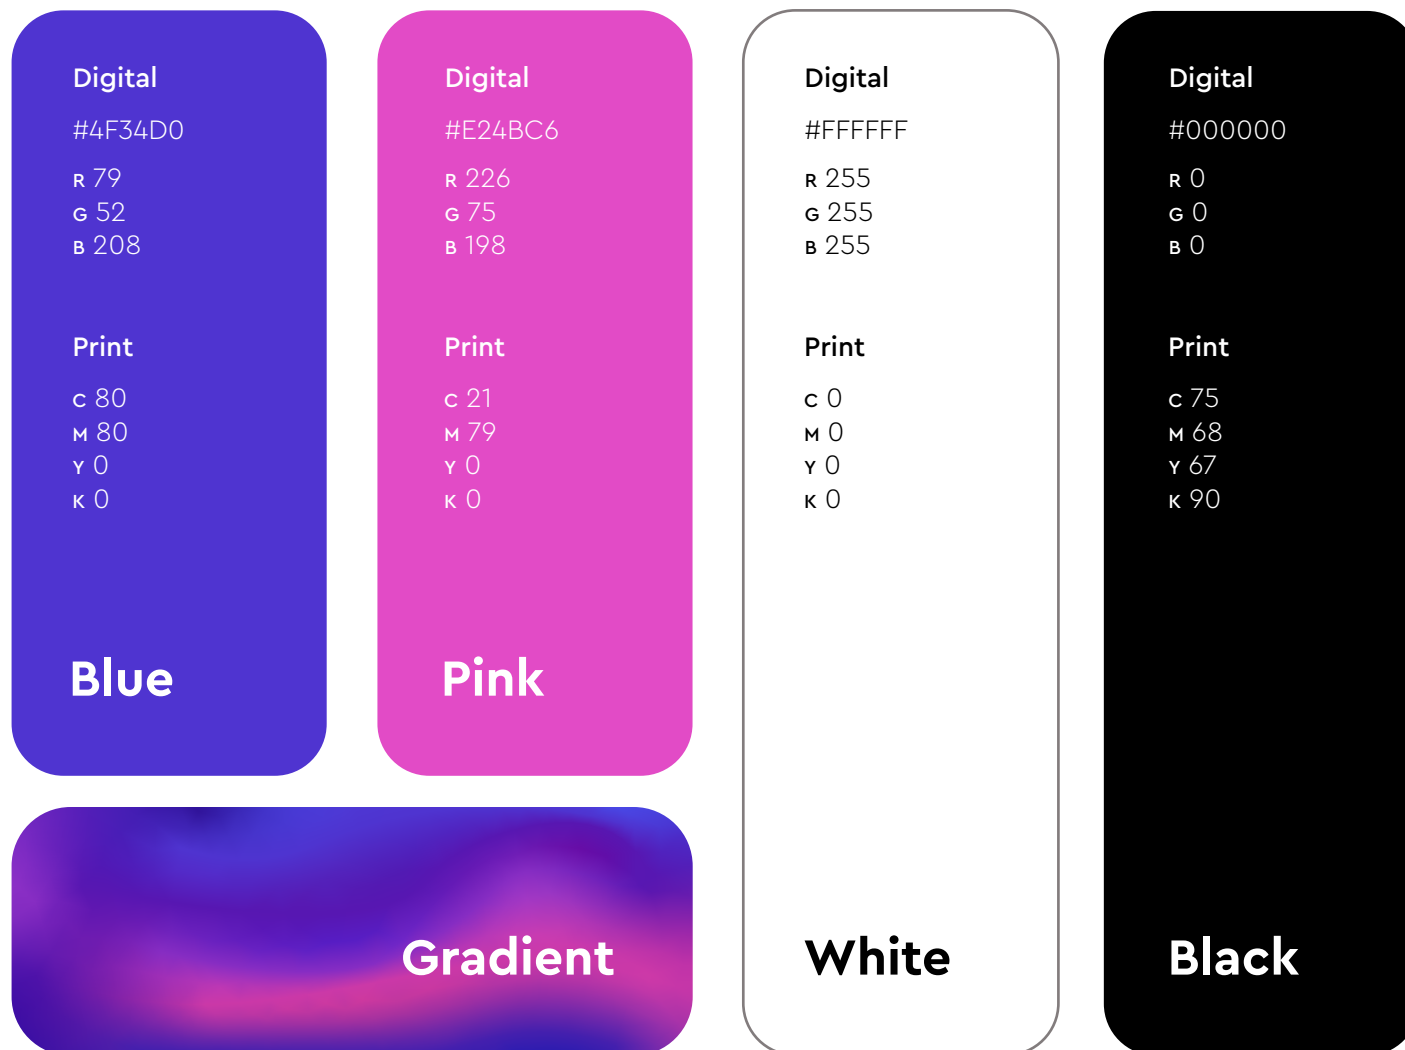 Digital
#4F34D0
R 79
G 52
B 208
Print
C 80
M 80
Y 0
K 0
Blue
Digital
#E24BC6
R 226
G 75
B 198
Print
C 21
M 79
Y 0
K 0
Pink
Gradient
Digital
#FFFFFF
R 255
G 255
B 255
Print
C 0
M 0
Y 0
K 0
White
Digital
#000000
R 0
G 0
B 0
Print
C 75
M 68
Y 67
K 90
Black